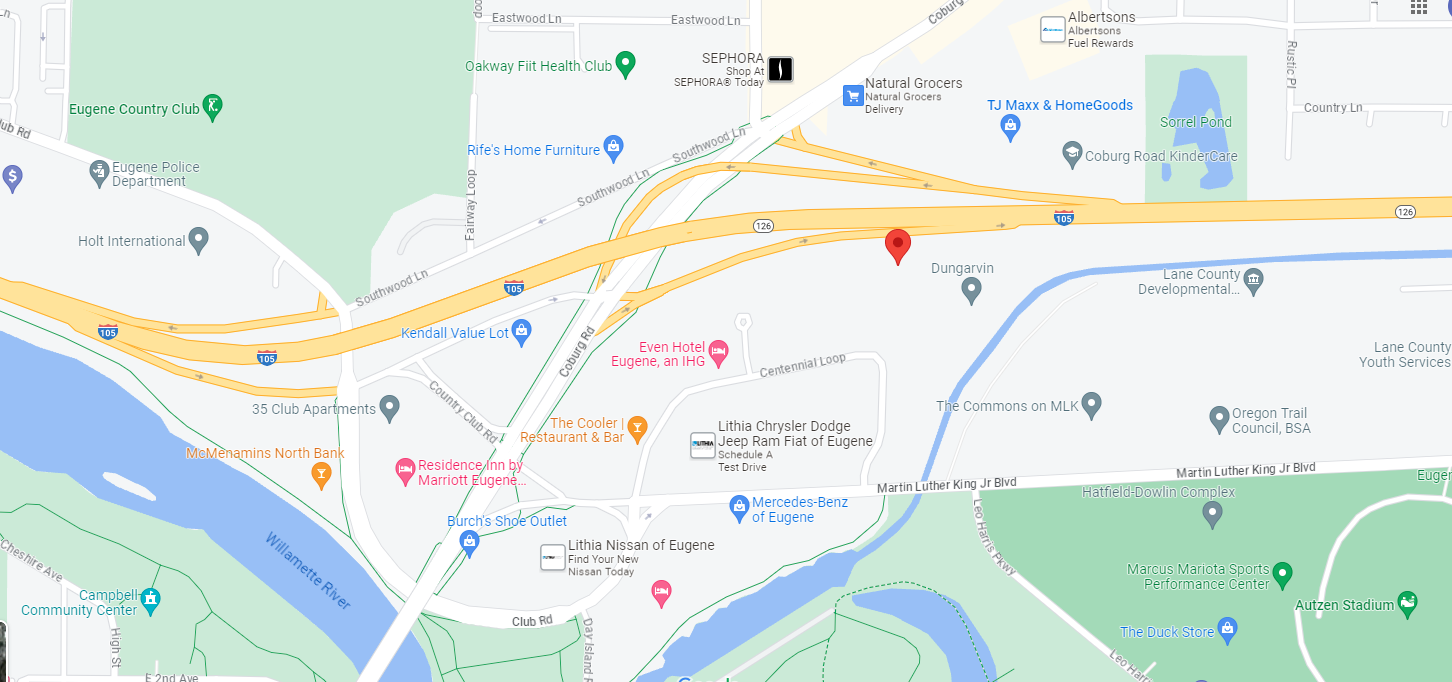 Eastwood Ln
Eastwood Ln
Coburg
Albertsons
Albertsons
Fuel Rewards
Oakway Fiit Health Club
SEPHORA
Shop At
SEPHORA® Today
Natural Grocers
Natural Grocers
Delivery
Rustic Pl
Eugene Country Club
TJ Maxx & HomeGoods
Country Ln
Sorrel Pond
Southwood Ln
Rife's Home Furniture
Coburg Road KinderCare
Eugene Police
Department
$
Southwood Ln
Fairway Loop
Holt International
126
105
126
Dungarvin
Lane County
Developmental...
Southwood Ln
105
105
105
Kendall Value Lot
Coburg Rd
Even Hotel
Eugene, an IHG
Centennial Loop
Lane County
Youth Services
35 Club Apartments
Country Club Rd
The Commons on MLK
Oregon Trail
Council, BSA
The Cooler |
Restaurant & Bar
Lithia Chrysler Dodge
Jeep Ram Fiat of Eugene
Schedule A
Test Drive
LITHIA
McMenamins North Bank
Residence Inn by
Marriott Eugene...
Martin Luther King Jr Blvd
Martin Luther King Jr Blvd
Hatfield-Dowlin Complex
Mercedes-Benz
of Eugene
Burch's Shoe Outlet
Leo Harris Pkwy
Lithia Nissan of Eugene
Find Your New
Nissan Today
Willamette River
Cheshire Ave
Campbell
Community Center
Marcus Mariota Sports
Performance Center
Autzen Stadium
Club Rd
The Duck Store
High St
Day Island R
E 2nd Ave
Leo Harr